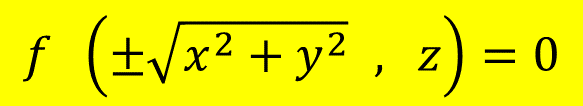 f (±√(x² + y²) , z) = 0